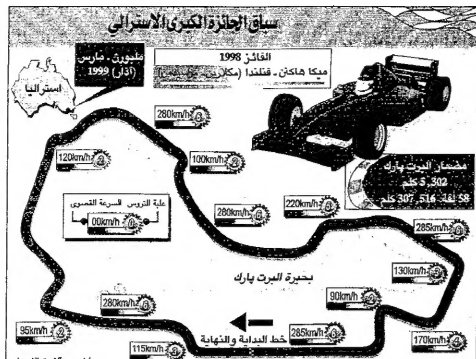 سباق الجائزة الكبرى الاسترالي
ملبورن - مارس
(آذار) 1999
استراليا
الفائز 1998
ميكا هاكنن - فنلندا
280km/h
120km/h
100km/h
علبة التروس
السرعة القصوى
00km/h
280km/h
220km/h
مضمار البرت بارك
5,302 كلم
58 لفة، 307,516 كلم
285km/h
130km/h
بحيرة البرت بارك
90km/h
280km/h
خط البداية والنهاية
285km/h
170km/h
95km/h
115km/h